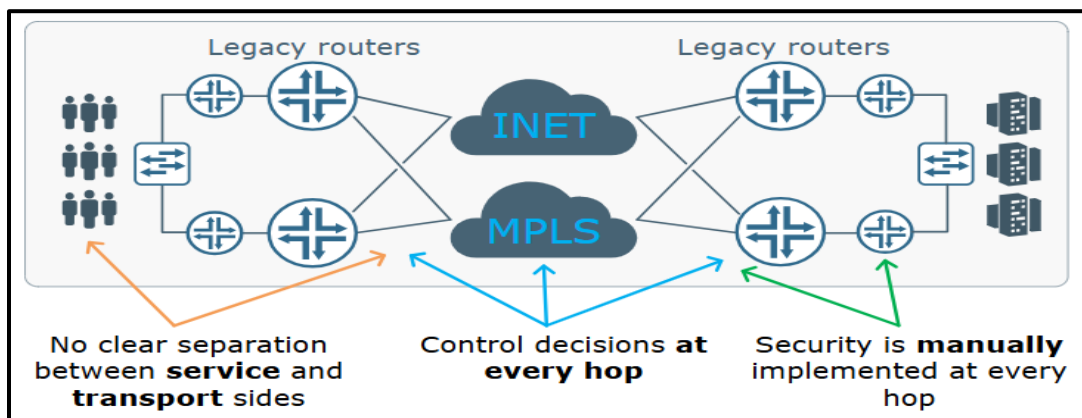 Legacy routers
Legacy routers
INET
MPLS
No clear separation
between service and
transport sides
Control decisions at
every hop
Security is manually
implemented at every
hop